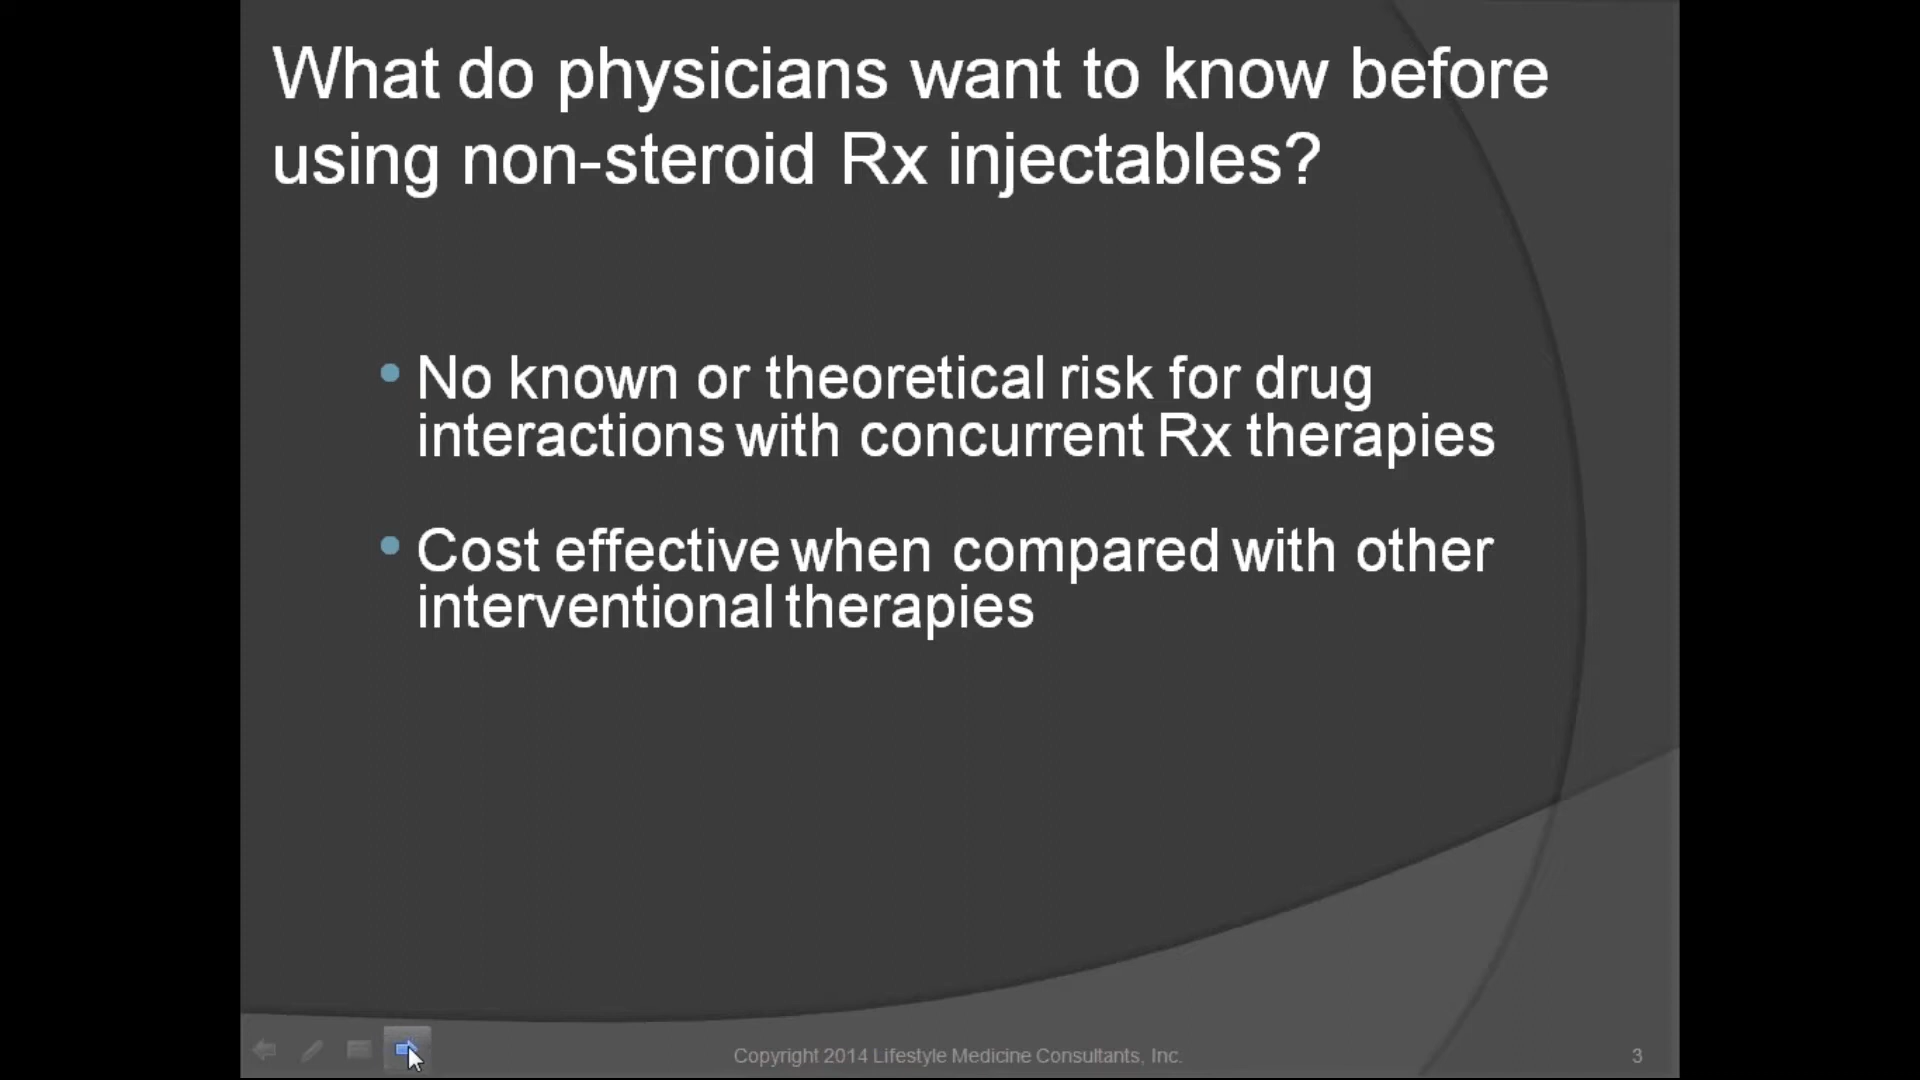 What do physicians want to know before
using non-steroid Rx injectables?
No known or theoretical risk for drug
interactions with concurrent Rx therapies
Cost effective when compared with other
interventional therapies
Copyright 2014 Lifestyle Medicine Consultants, Inc.
3